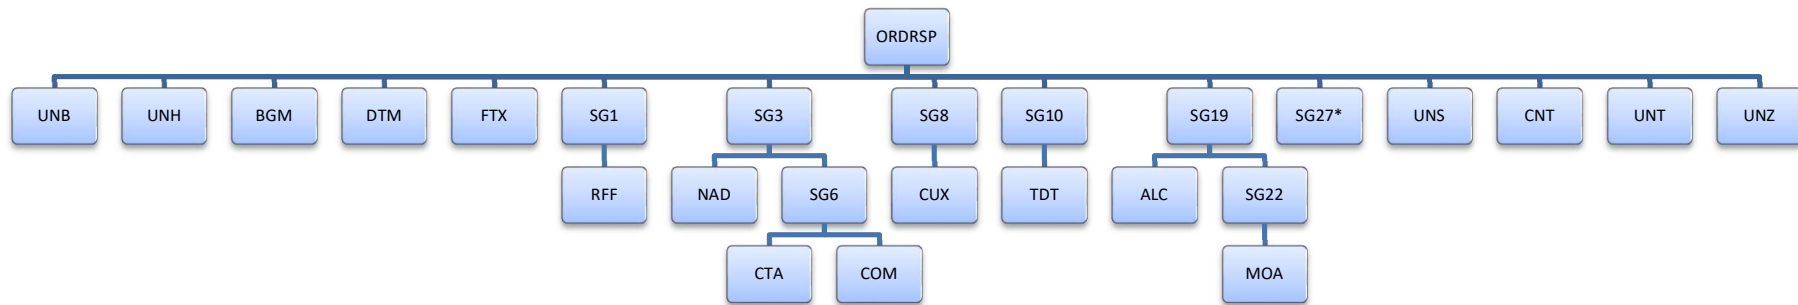 ORDRSP
UNB UNH BGM DTM FTX SG1 SG3 SG8 SG10 SG19 SG27* UNS CNT UNT UNZ
RFF NAD SG6 CUX TDT ALC SG22
CTA COM MOA